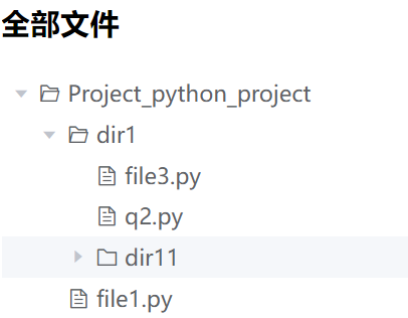 全部文件
Project_python_project
dir1
file3.py
q2.py
dir11
file1.py